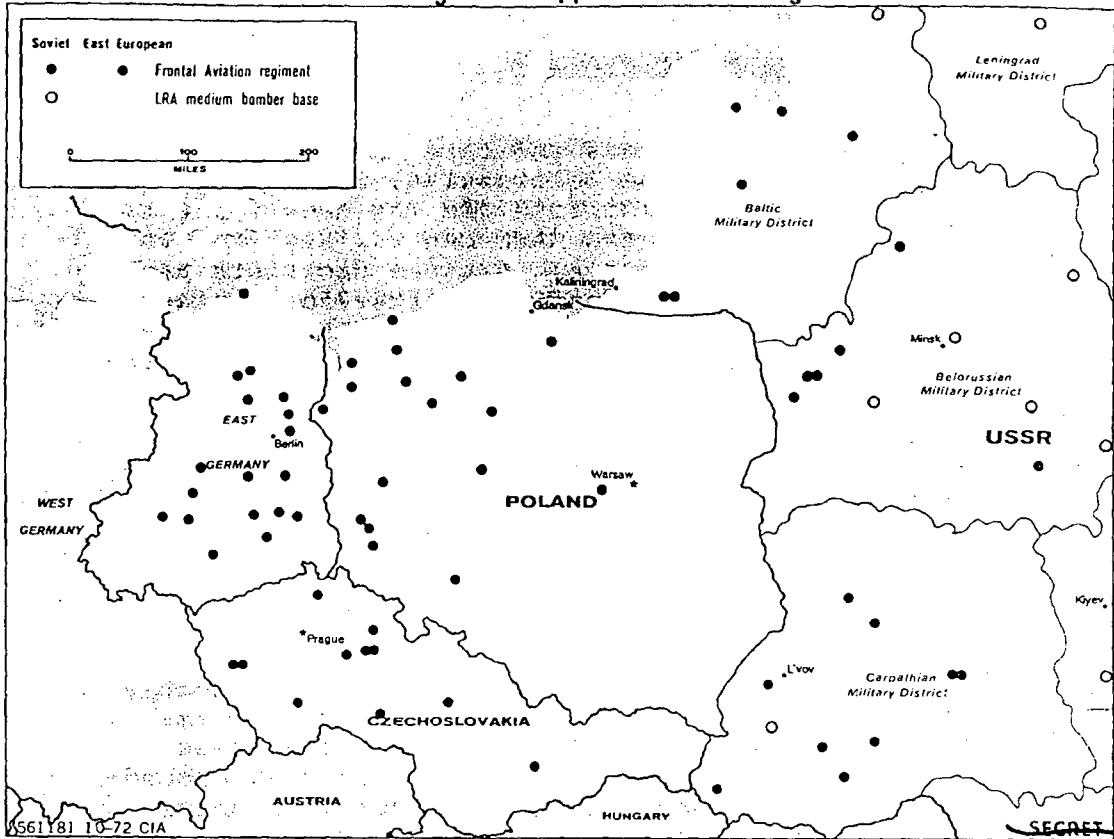 Soviet East European
Frontal Aviation regiment
LRA medium bomber base
0 100 200
MILES
Leningrad
Military District
Baltic
Military District
Kaliningrad
Gdansk
Minsk
Belorussian
Military District
USSR
EAST
Berlin
GERMANY
WEST
GERMANY
Warsaw
POLAND
Kiyev
Prague
L'vov
Carpathian
Military District
CZECHOSLOVAKIA
AUSTRIA
HUNGARY
561181 10-72 CIA
SECRET